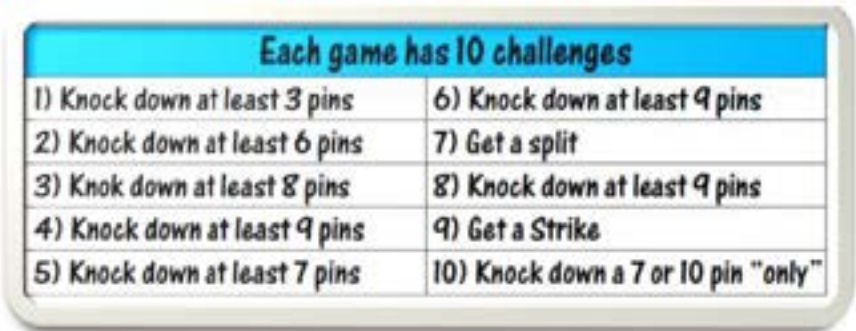 Each game has 10 challenges
1) Knock down at least 3 pins
2) Knock down at least 6 pins
3) Knok down at least 8 pins
4) Knock down at least 9 pins
5) Knock down at least 7 pins
6) Knock down at least 9 pins
7) Get a split
8) Knock down at least 9 pins
9) Get a Strike
10) Knock down a 7 or 10 pin "only"